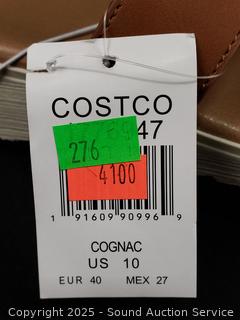 COSTCO
47
276
4100
1 91609 90996 9
COGNAC
US 10
EUR 40 MEX 27
Copyright 2025 - Sound Auction Service